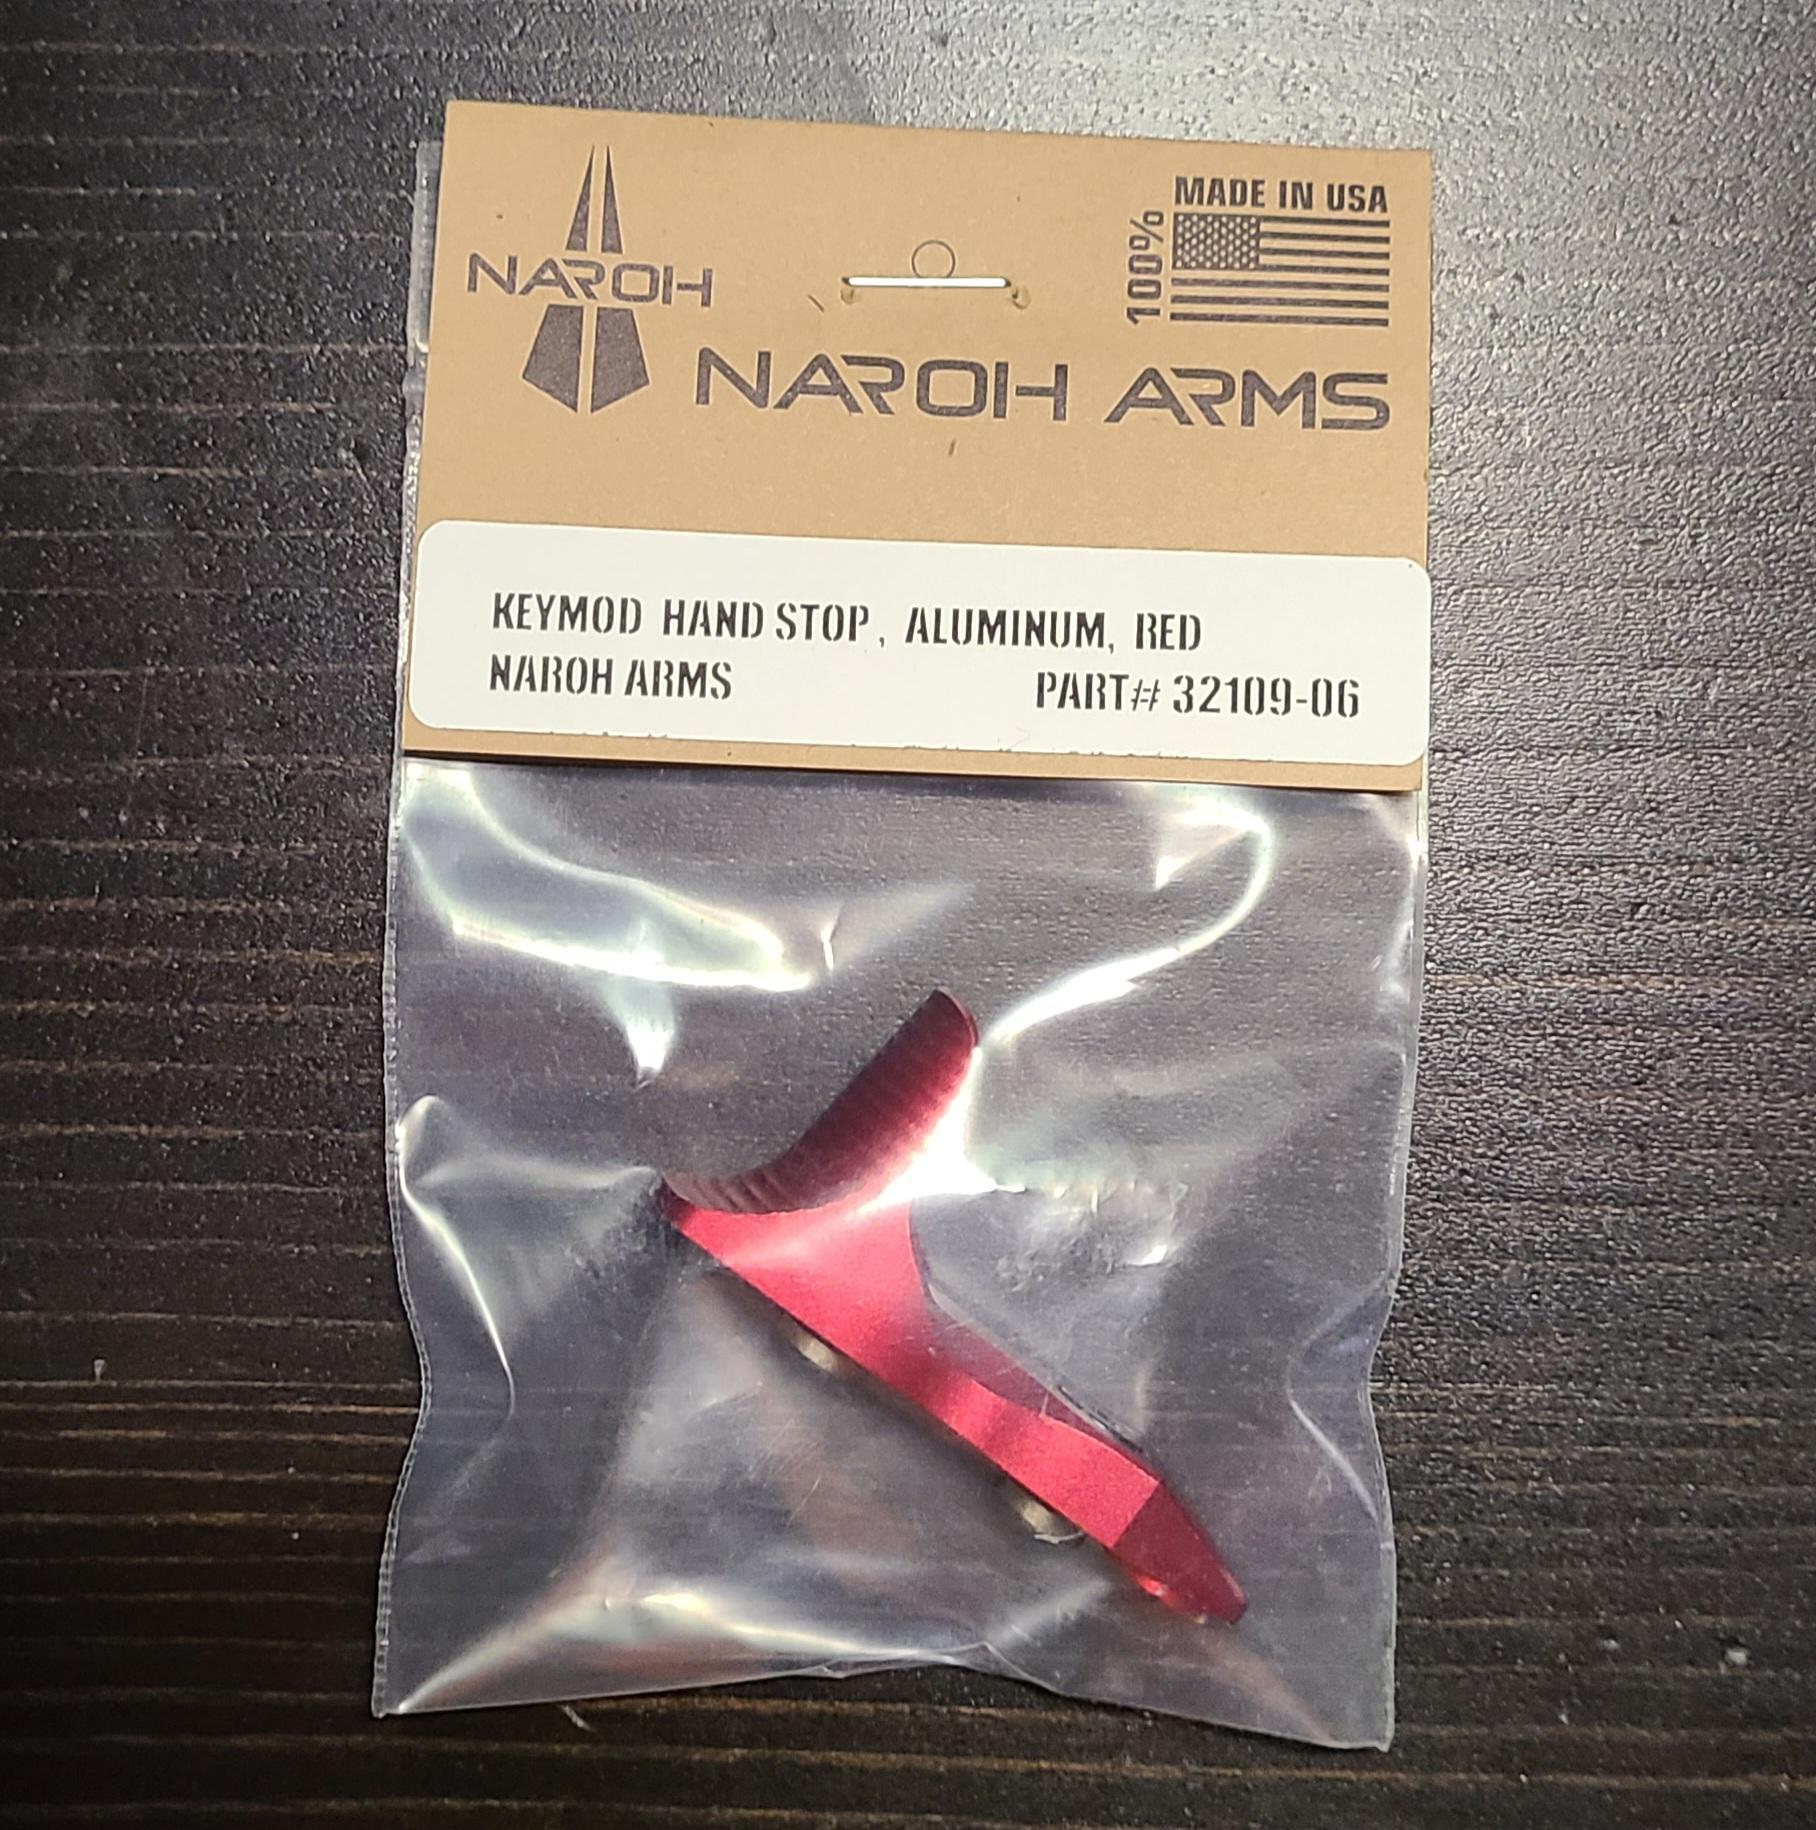 NAROH
100%
MADE IN USA
NAROH ARMS
KEYMOD HAND STOP, ALUMINUM, RED
NAROH ARMS PART# 32109-06